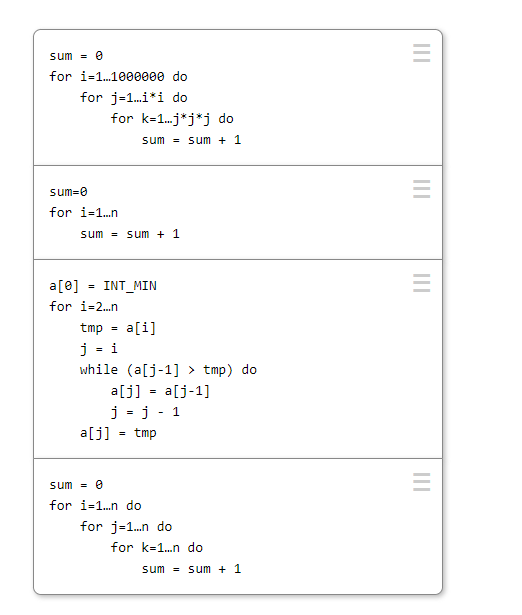 sum = 0
for i=1…1000000 do
    for j=1…i*i do
        for k=1…j*j*j do
            sum = sum + 1
sum=0
for i=1…n
    sum = sum + 1
a[0] = INT_MIN
for i=2…n
    tmp = a[i]
    j = i
    while (a[j-1] > tmp) do
        a[j] = a[j-1]
        j = j - 1
    a[j] = tmp
sum = 0
for i=1…n do
    for j=1…n do
        for k=1…n do
            sum = sum + 1